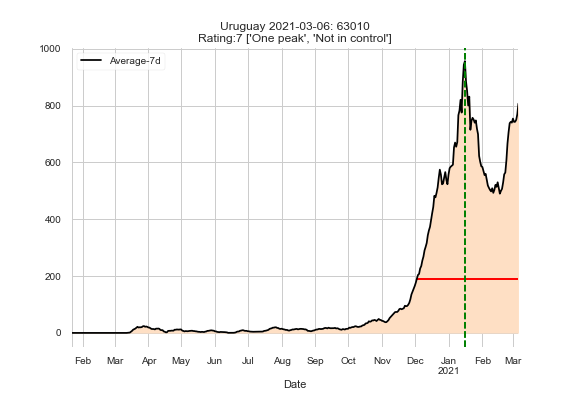 Uruguay 2021-03-06: 63010
Rating:7 ['One peak', 'Not in control']
1000
Average-7d
800
600
400
200
0
Feb Mar Apr May Jun Jul Aug Sep Oct Nov Dec Jan Feb Mar
2021
Date